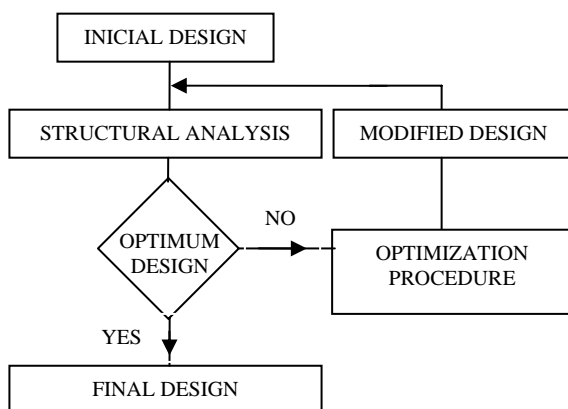 INICIAL DESIGN
STRUCTURAL ANALYSIS
MODIFIED DESIGN
OPTIMUM
DESIGN
NO
OPTIMIZATION
PROCEDURE
YES
FINAL DESIGN